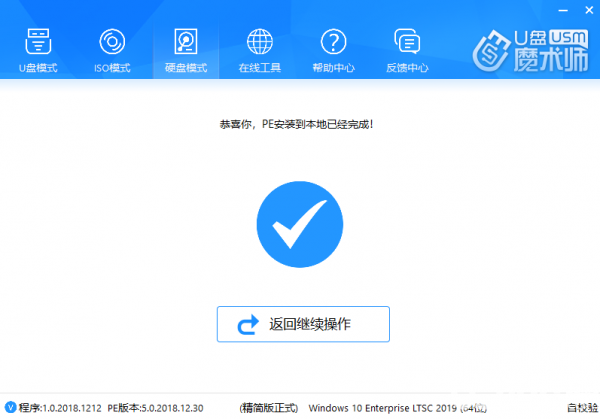 U盘模式 ISO模式 硬盘模式 在线工具 帮助中心 反馈中心
U盘 USM
魔术师
恭喜你，PE安装到本地已经完成！
返回继续操作
V 程序:1.0.2018.1212 PE版本:5.0.2018.12.30 (精简版正式) Windows 10 Enterprise LTSC 2019 (64位) 自校验